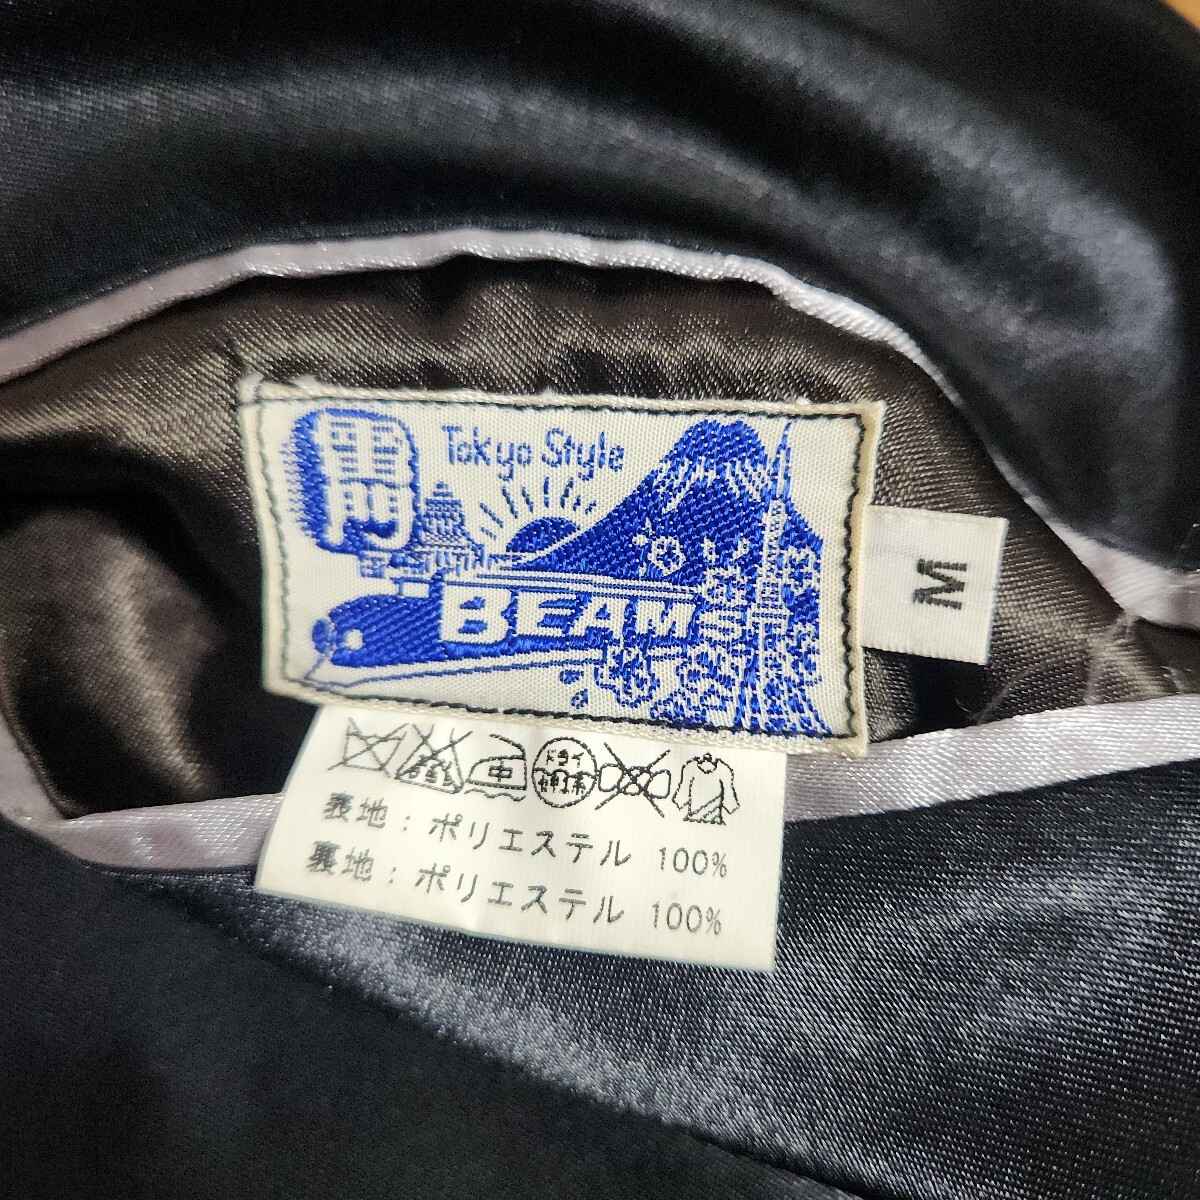 Tokyo Style
BEAMS
M
中
ドライ
表地：ポリエステル 100%
裏地：ポリエステル 100%